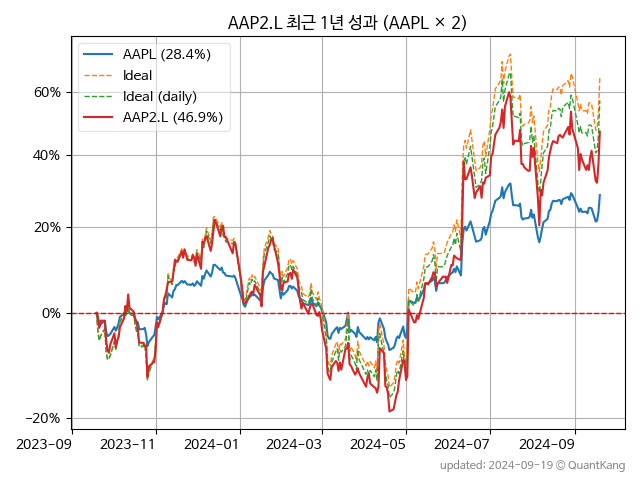 AAP2.L 최근 1년 성과 (AAPL × 2)
AAPL (28.4%)
Ideal
Ideal (daily)
AAP2.L (46.9%)
60%
40%
20%
0%
−20%
2023-09
2023-11
2024-01
2024-03
2024-05
2024-07
2024-09
updated: 2024-09-19 © QuantKang